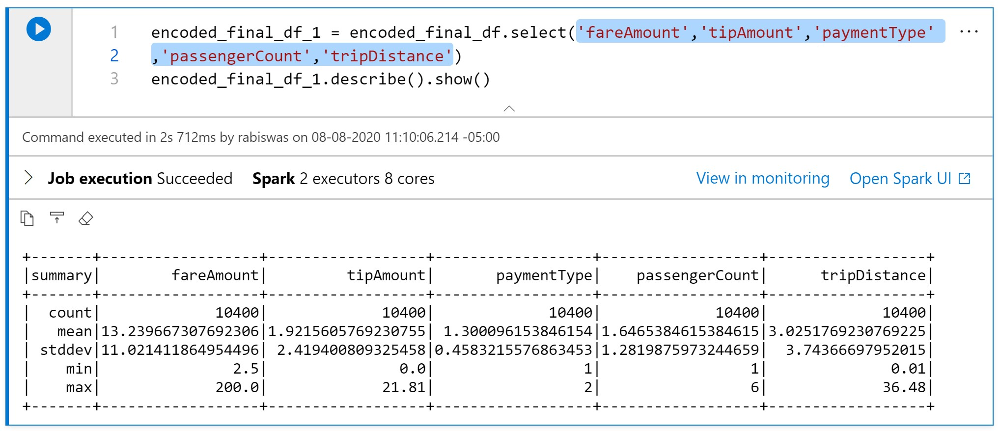 1 encoded_final_df_1 = encoded_final_df.select('fareAmount','tipAmount','paymentType' ...
2 ,'passengerCount','tripDistance')
3 encoded_final_df_1.describe().show()
Command executed in 2s 712ms by rabiswas on 08-08-2020 11:10:06.214 -05:00
Job execution Succeeded Spark 2 executors 8 cores View in monitoring Open Spark UI
+-------+------------------+------------------+------------------+------------------+------------------+
|summary|        fareAmount|         tipAmount|       paymentType|    passengerCount|      tripDistance|
+-------+------------------+------------------+------------------+------------------+------------------+
|  count|             10400|             10400|             10400|             10400|             10400|
|   mean|13.239667307692306|1.9215605769230755| 1.300096153846154|1.6465384615384615|3.0251769230769225|
| stddev|11.021411864954496| 2.419400809325458|0.4583215576863453|1.2819875973244659|  3.74366697952015|
|    min|               2.5|               0.0|                 1|                 1|              0.01|
|    max|             200.0|             21.81|                 2|                 6|             36.48|
+-------+------------------+------------------+------------------+------------------+------------------+